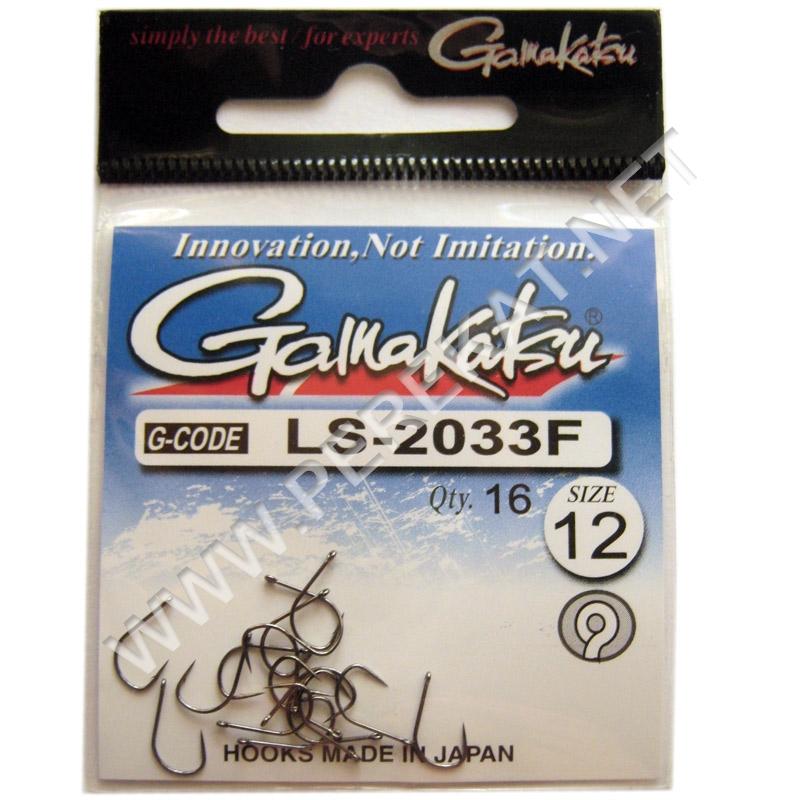 simply the best / for experts Gamakatsu
Innovation, Not Imitation.
Gamakatsu ®
G-CODE LS-2033F
Qty. 16 SIZE
12
HOOKS MADE IN JAPAN
WWW.PEREKAT.NET